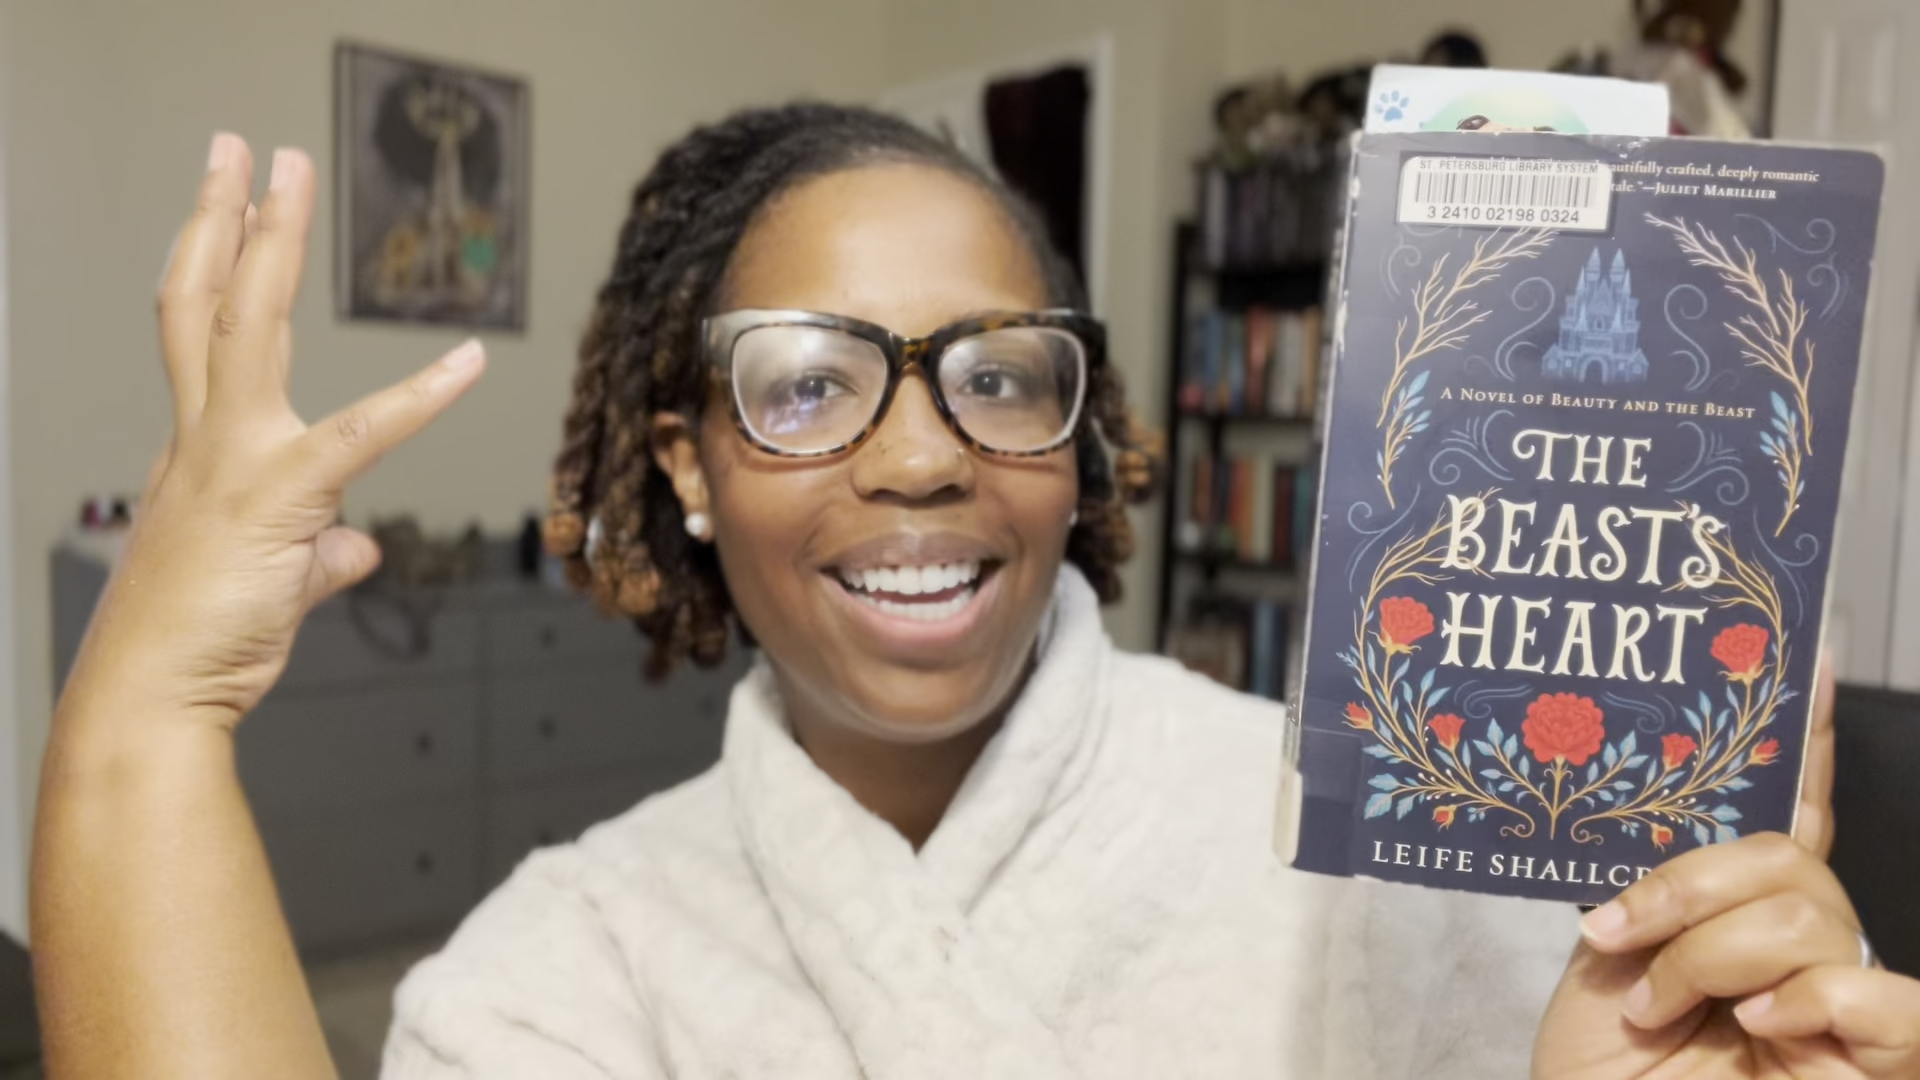 ST. PETERSBURG LIBRARY SYSTEM
3 2410 02198 0324
autifully crafted, deeply romantic
tale."—JULIET MARILLIER
A NOVEL OF BEAUTY AND THE BEAST
THE
BEAST'S
HEART
LEIFE SHALLCR